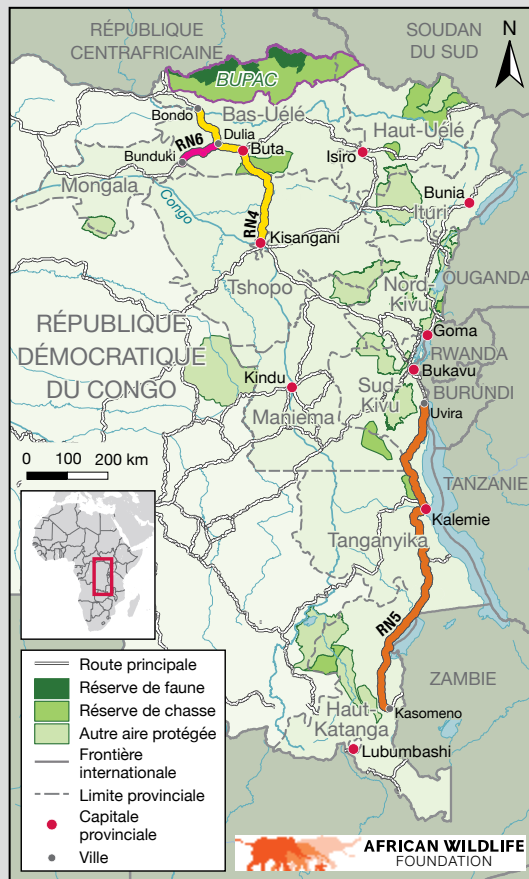 RÉPUBLIQUE
CENTRAFRICAINE
SOUDAN
DU SUD
N
BUPAC
Bondo
Bas-Uélé
Haut-Uélé
RN6
Dulia
Bunduki
Buta
Isiro
Mongala
Bunia
Ituri
Congo
RN4
Kisangani
Tshopo
Nord-
Kivu
OUGANDA
RÉPUBLIQUE
DÉMOCRATIQUE
DU CONGO
Goma
RWANDA
Bukavu
Kindu
Sud-
Kivu
BURUNDI
Maniema
Uvira
0 100 200 km
TANZANIE
Kalemie
Tanganyika
RN5
ZAMBIE
Haut-
Katanga
Kasomeno
Lubumbashi
Route principale
Réserve de faune
Réserve de chasse
Autre aire protégée
Frontière
internationale
Limite provinciale
Capitale
provinciale
Ville
AFRICAN WILDLIFE
FOUNDATION